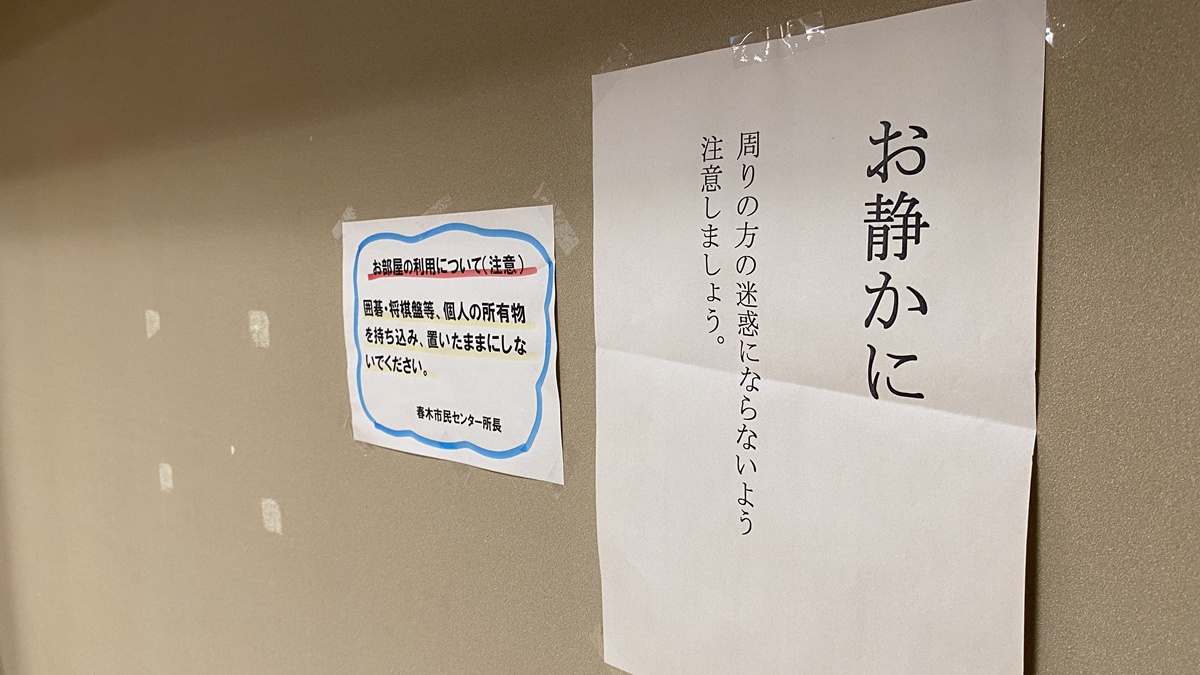 お静かに
周りの方の迷惑にならないよう
注意しましょう。
お部屋の利用について(注意)
囲碁・将棋盤等、個人の所有物
を持ち込み、置いたままにしな
いでください。
春木市民センター所長